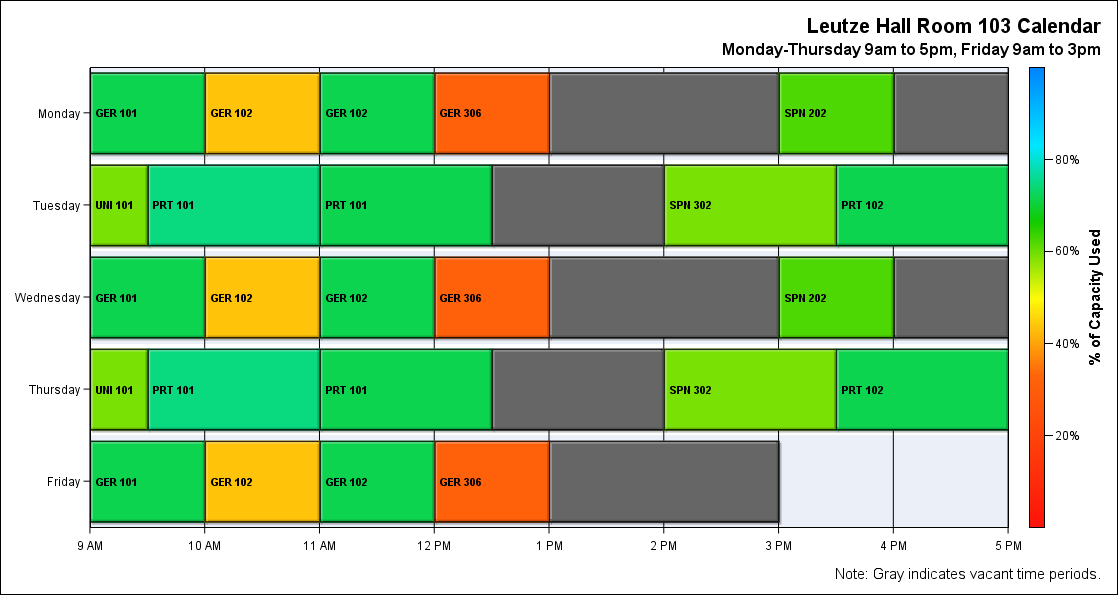 Leutze Hall Room 103 Calendar
Monday-Thursday 9am to 5pm, Friday 9am to 3pm
Monday
GER 101
GER 102
GER 102
GER 306
SPN 202
Tuesday
UNI 101
PRT 101
PRT 101
SPN 302
PRT 102
Wednesday
GER 101
GER 102
GER 102
GER 306
SPN 202
Thursday
UNI 101
PRT 101
PRT 101
SPN 302
PRT 102
Friday
GER 101
GER 102
GER 102
GER 306
9 AM
10 AM
11 AM
12 PM
1 PM
2 PM
3 PM
4 PM
5 PM
80%
60%
40%
20%
% of Capacity Used
Note: Gray indicates vacant time periods.